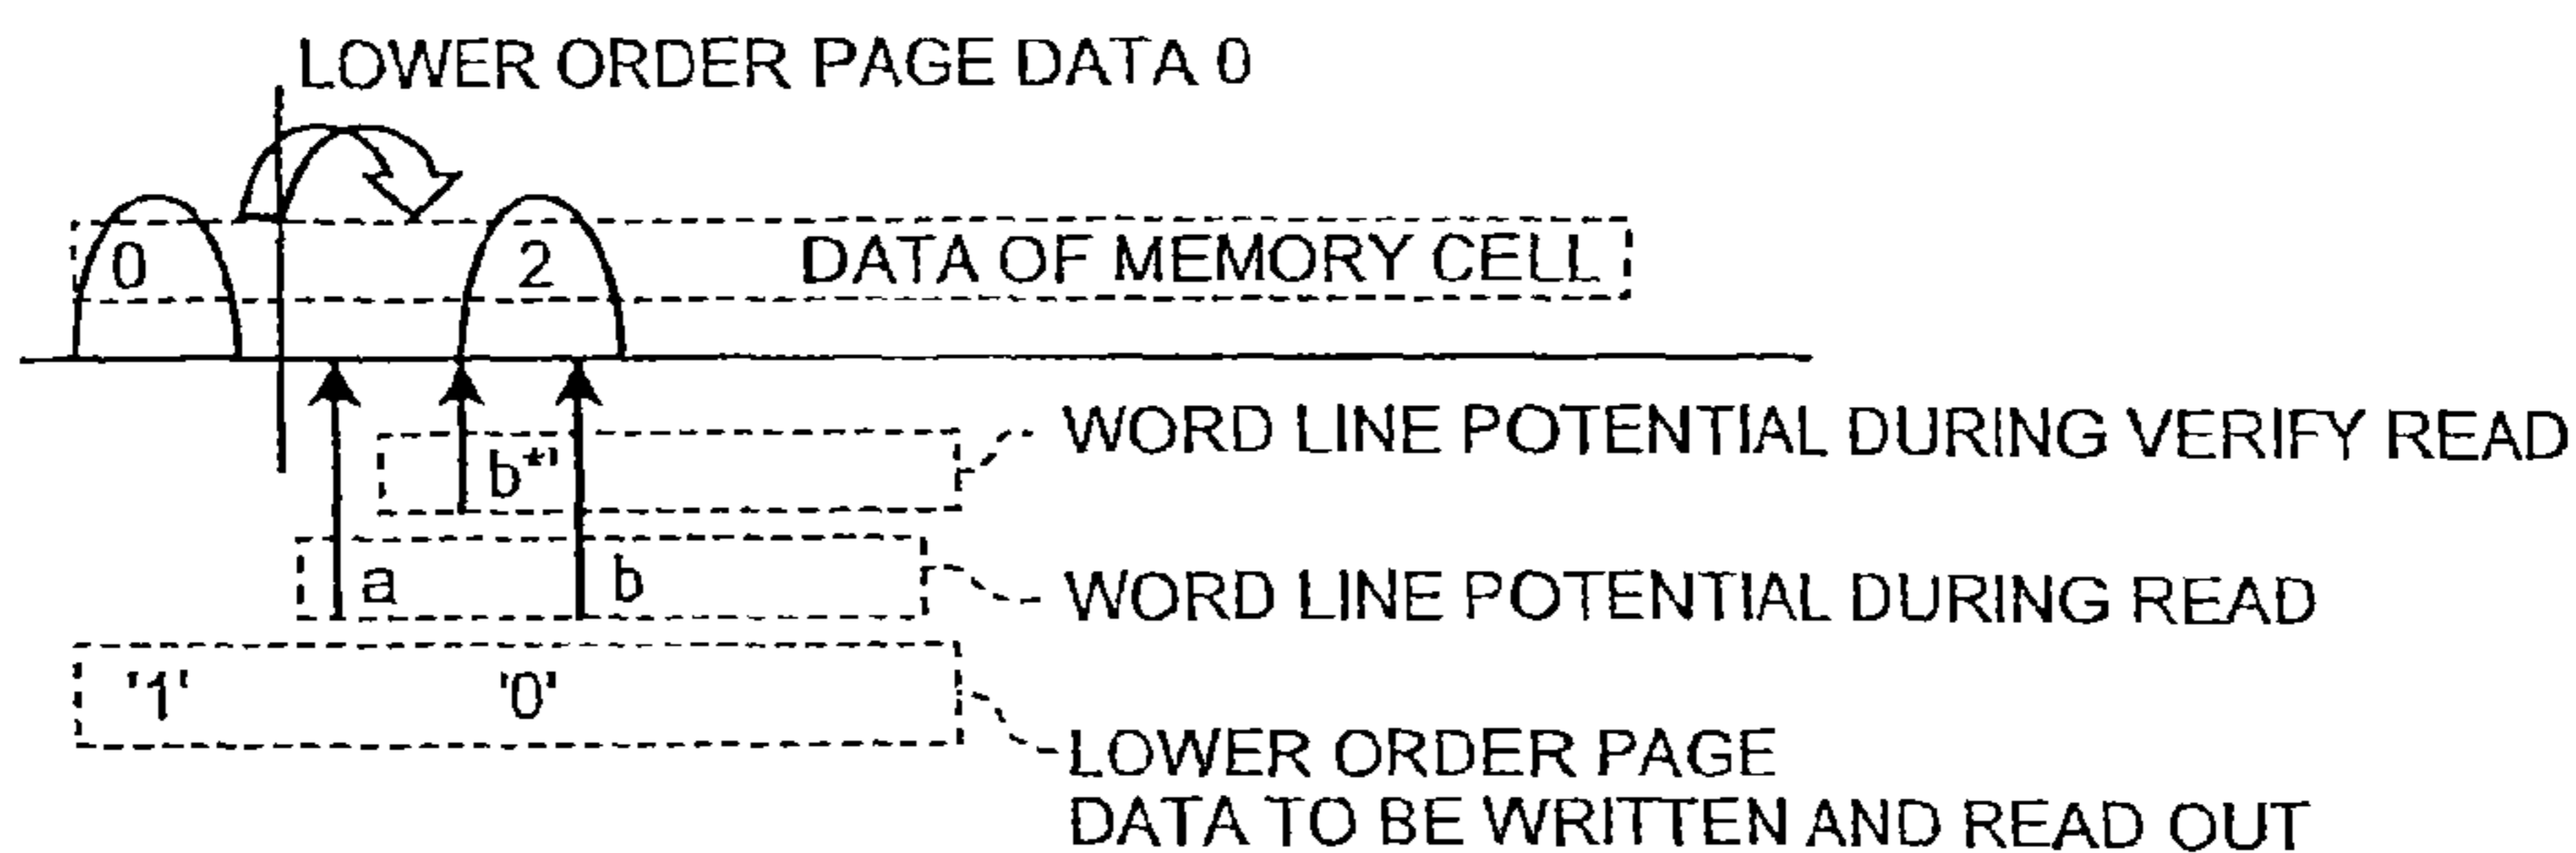 LOWER ORDER PAGE DATA 0
0 2 DATA OF MEMORY CELL
b*' WORD LINE POTENTIAL DURING VERIFY READ
a b WORD LINE POTENTIAL DURING READ
'1' '0'
LOWER ORDER PAGE
DATA TO BE WRITTEN AND READ OUT